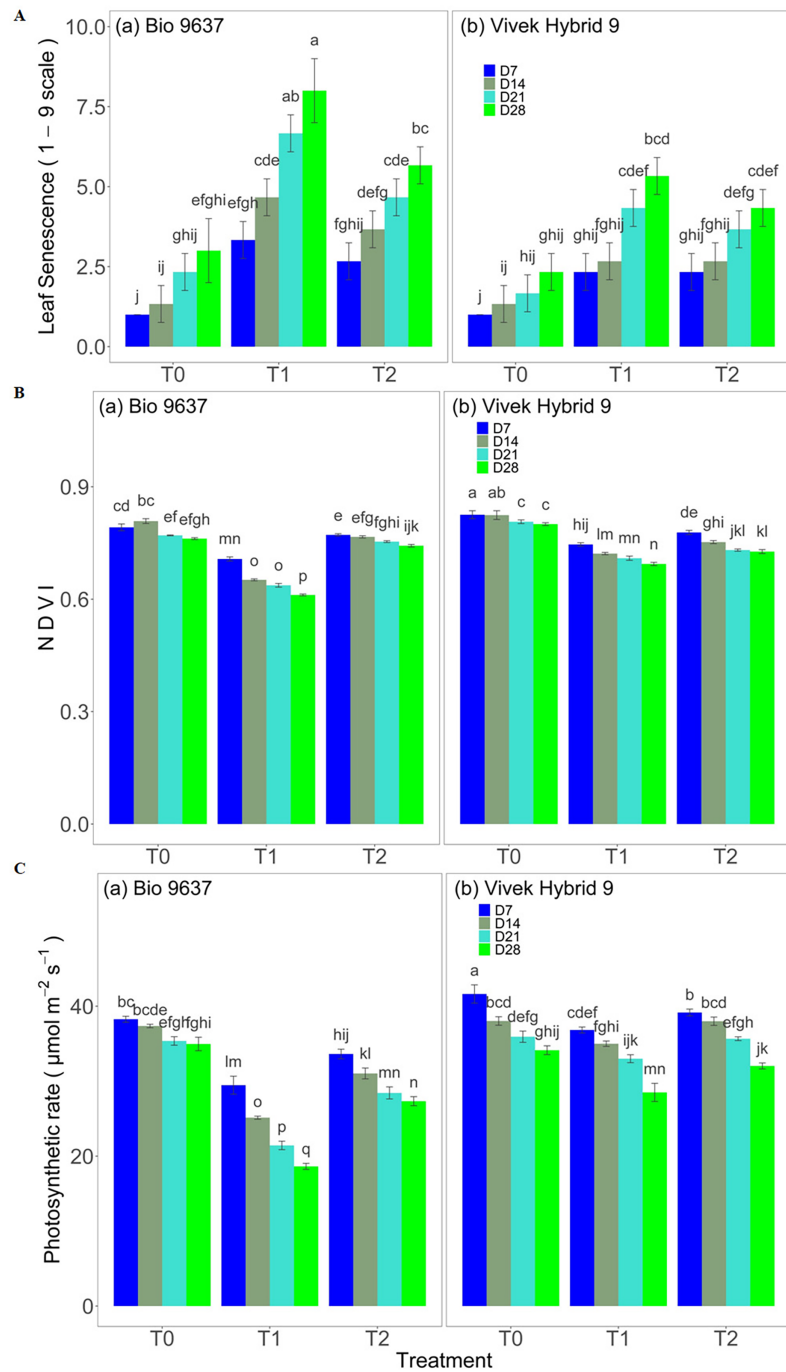 A
(a) Bio 9637
(b) Vivek Hybrid 9
Leaf Senescence ( 1 – 9 scale )
10.0
7.5
5.0
2.5
0.0
D7
D14
D21
D28
j ij ghij efghi efgh cde ab a fghij defg cde bc
j ij hij ghij ghij fghij cdef bcd ghij fghij defg cdef
T0 T1 T2
T0 T1 T2
B
(a) Bio 9637
(b) Vivek Hybrid 9
N D V I
0.9
0.6
0.3
0.0
D7
D14
D21
D28
cd bc ef efgh mn o o p e efg fghi ijk
a ab c c hij lm mn n de ghi jkl kl
T0 T1 T2
T0 T1 T2
C
(a) Bio 9637
(b) Vivek Hybrid 9
Photosynthetic rate ( µmol m⁻² s⁻¹ )
40
20
0
D7
D14
D21
D28
bc bcde efgh fghi lm o p q hij kl mn n
a bcd defg ghij cdef fghi ijk mn b bcd efgh jk
T0 T1 T2
T0 T1 T2
Treatment